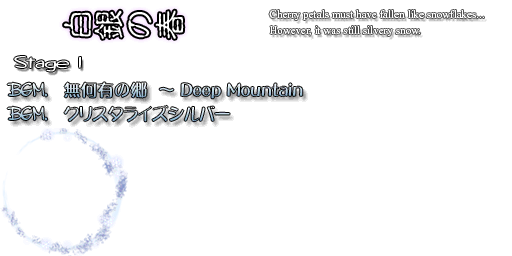 白銀の春
Cherry petals must have fallen like snowflakes...
However, it was still silvery snow.
Stage 1
BGM. 無何有の郷 ～ Deep Mountain
BGM. クリスタライズシルバー